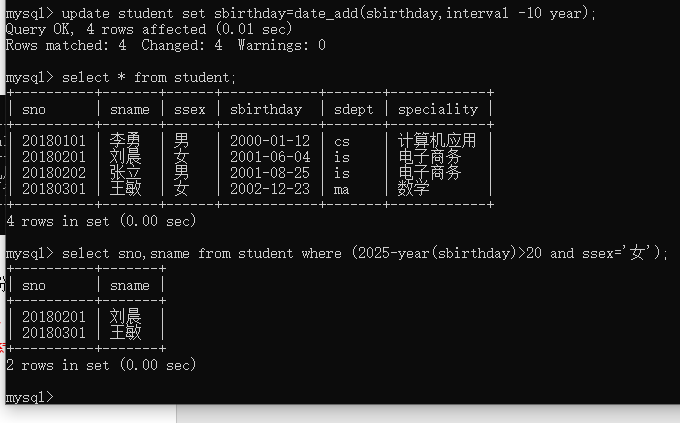 mysql> update student set sbirthday=date_add(sbirthday,interval -10 year);
Query OK, 4 rows affected (0.01 sec)
Rows matched: 4  Changed: 4  Warnings: 0
mysql> select * from student;
+----------+-------+------+------------+-------+------------+
| sno      | sname | ssex | sbirthday  | sdept | speciality |
+----------+-------+------+------------+-------+------------+
| 20180101 | 李勇  | 男   | 2000-01-12 | cs    | 计算机应用 |
| 20180201 | 刘晨  | 女   | 2001-06-04 | is    | 电子商务   |
| 20180202 | 张立  | 男   | 2001-08-25 | is    | 电子商务   |
| 20180301 | 王敏  | 女   | 2002-12-23 | ma    | 数学       |
+----------+-------+------+------------+-------+------------+
4 rows in set (0.00 sec)
mysql> select sno,sname from student where (2025-year(sbirthday)>20 and ssex='女');
+----------+-------+
| sno      | sname |
+----------+-------+
| 20180201 | 刘晨  |
| 20180301 | 王敏  |
+----------+-------+
2 rows in set (0.00 sec)
mysql>